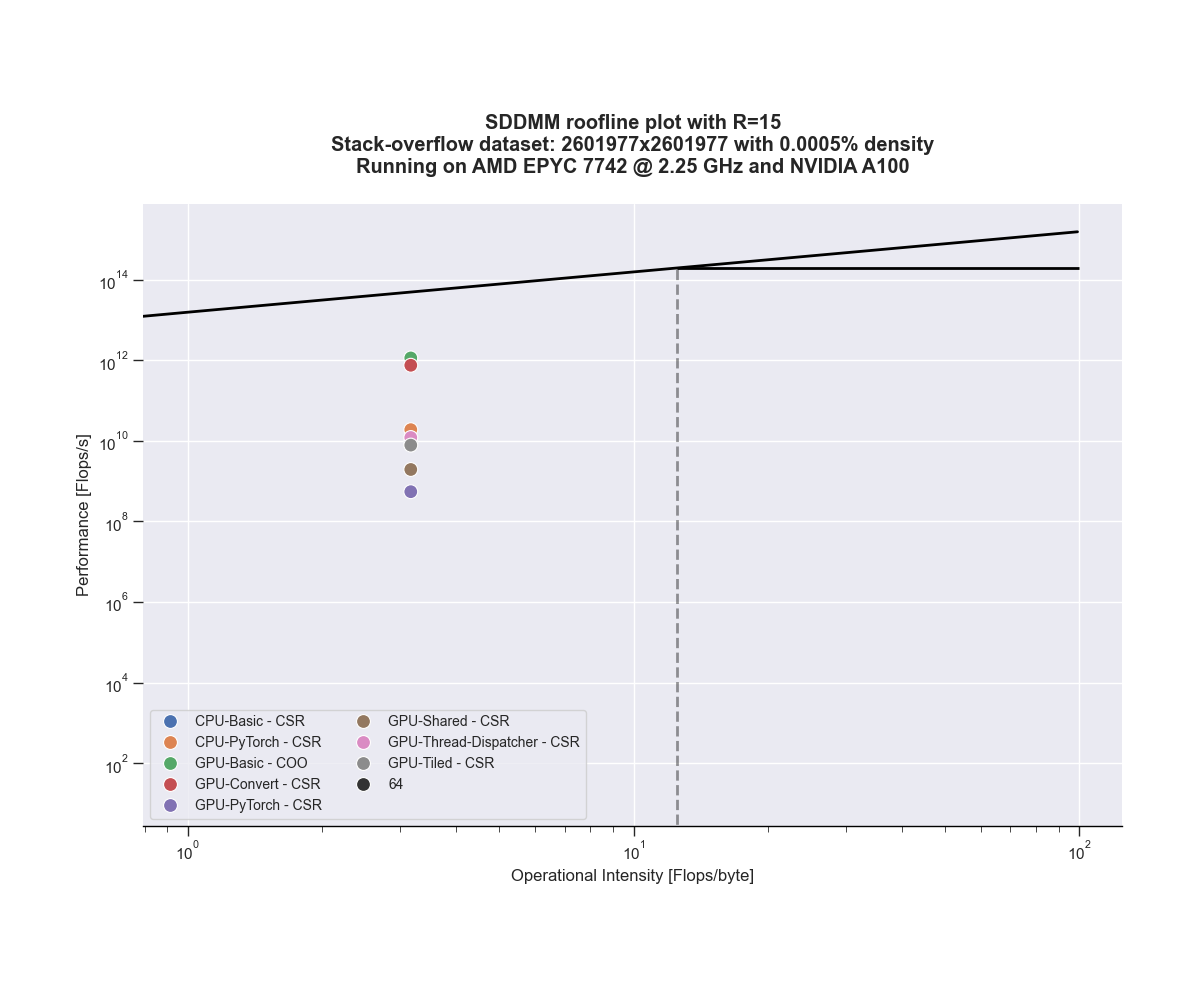 SDDMM roofline plot with R=15
Stack-overflow dataset: 2601977x2601977 with 0.0005% density
Running on AMD EPYC 7742 @ 2.25 GHz and NVIDIA A100
Performance [Flops/s]
10^14
10^12
10^10
10^8
10^6
10^4
10^2
CPU-Basic - CSR
CPU-PyTorch - CSR
GPU-Basic - COO
GPU-Convert - CSR
GPU-PyTorch - CSR
GPU-Shared - CSR
GPU-Thread-Dispatcher - CSR
GPU-Tiled - CSR
64
10^0 10^1 10^2
Operational Intensity [Flops/byte]